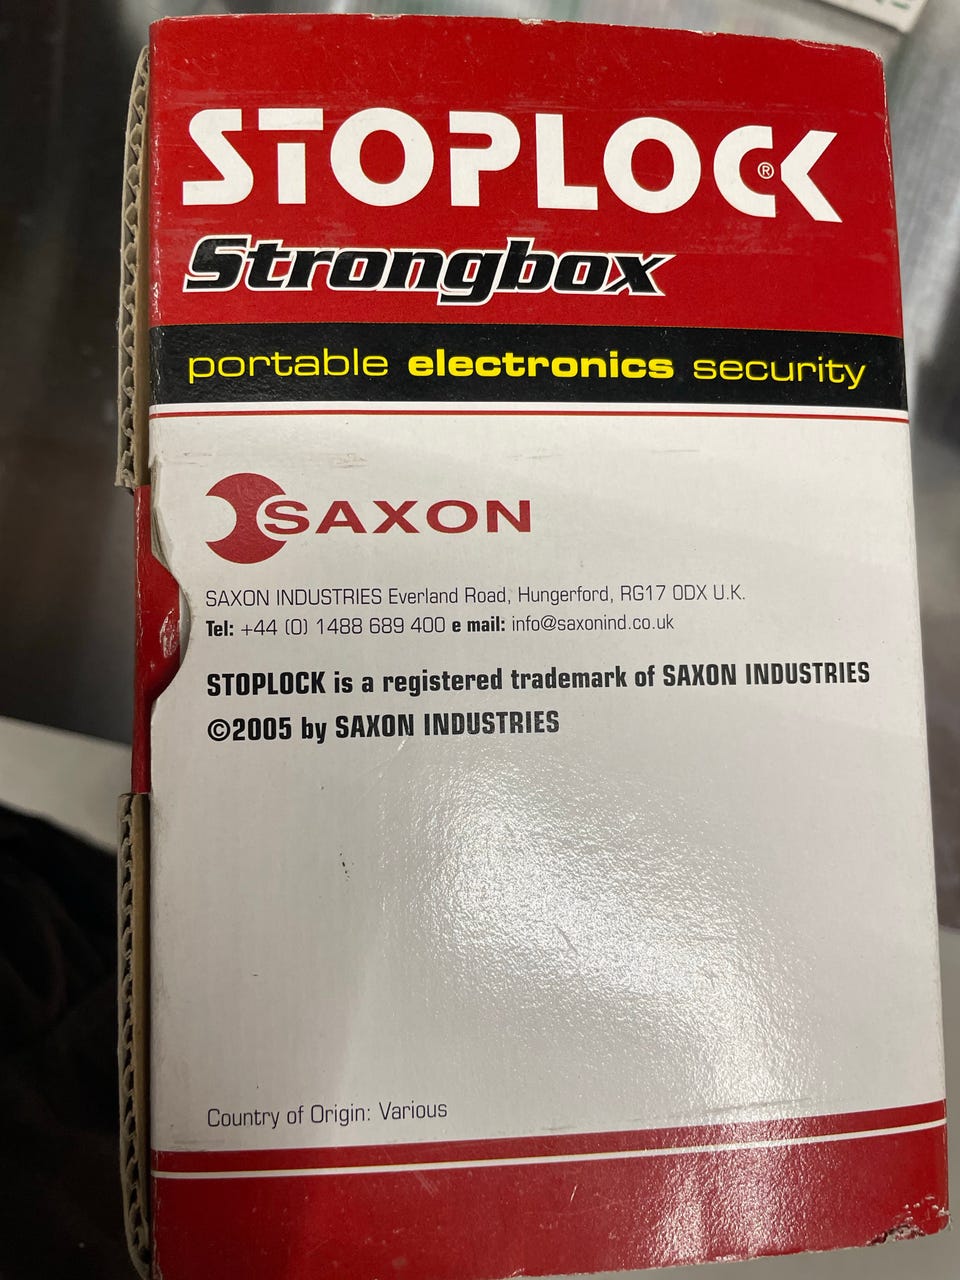 STOPLOCK®
Strongbox
portable electronics security
SAXON
SAXON INDUSTRIES Everland Road, Hungerford, RG17 0DX U.K.
Tel: +44 (0) 1488 689 400 e mail: info@saxonind.co.uk
STOPLOCK is a registered trademark of SAXON INDUSTRIES
©2005 by SAXON INDUSTRIES
Country of Origin: Various